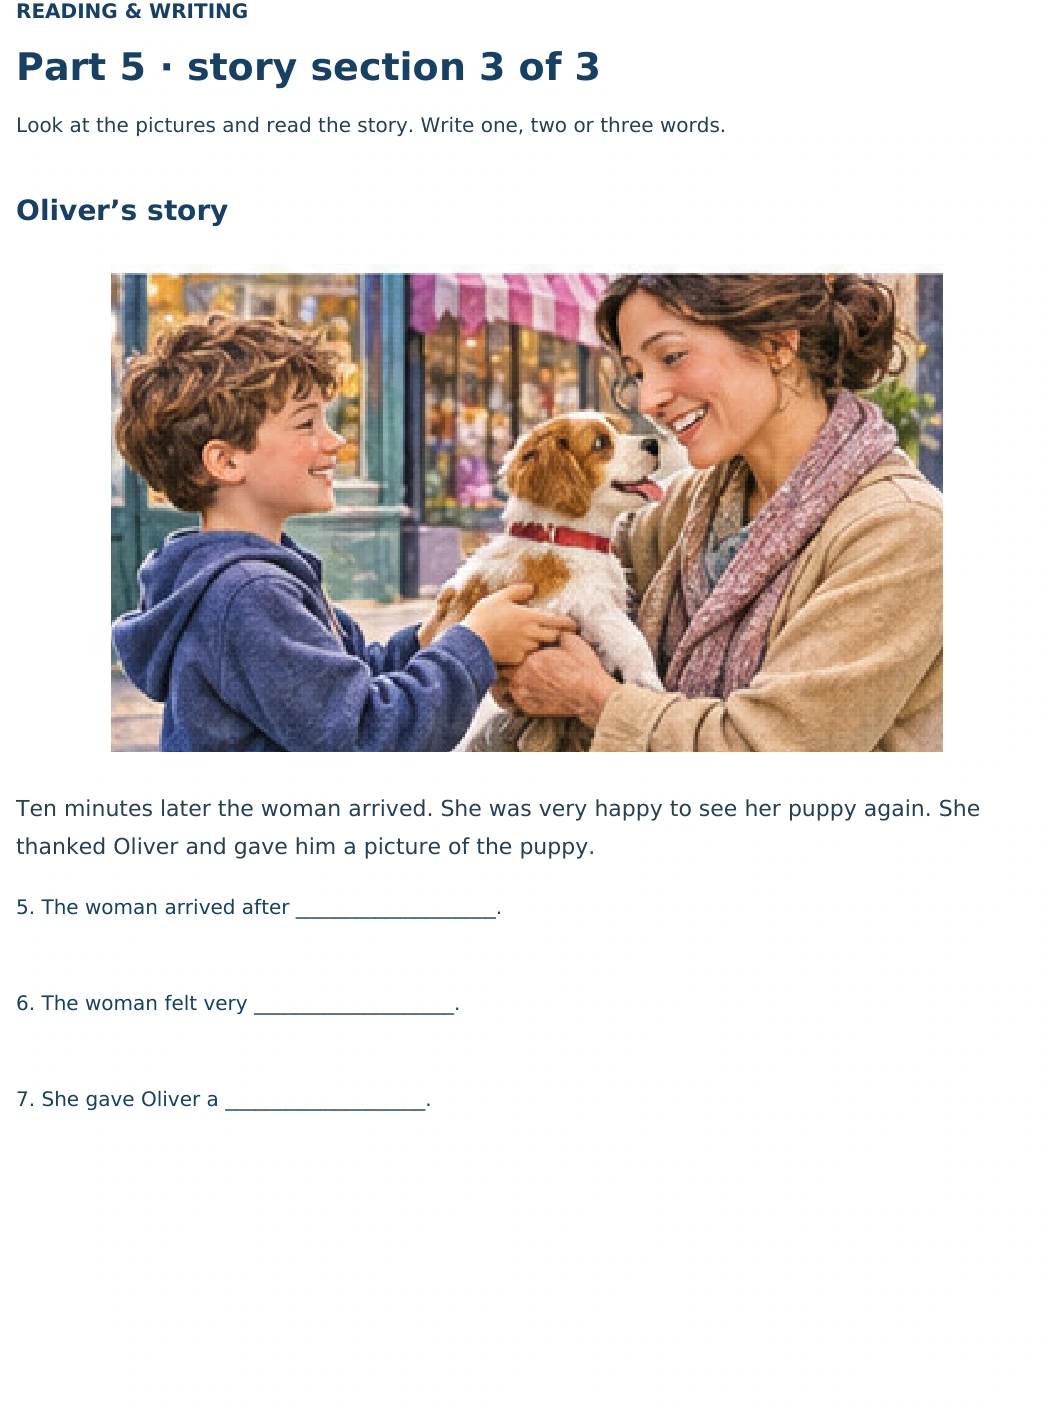 READING & WRITING
Part 5 · story section 3 of 3
Look at the pictures and read the story. Write one, two or three words.
Oliver’s story
Ten minutes later the woman arrived. She was very happy to see her puppy again. She
thanked Oliver and gave him a picture of the puppy.
5. The woman arrived after ____________________.
6. The woman felt very ____________________.
7. She gave Oliver a ____________________.